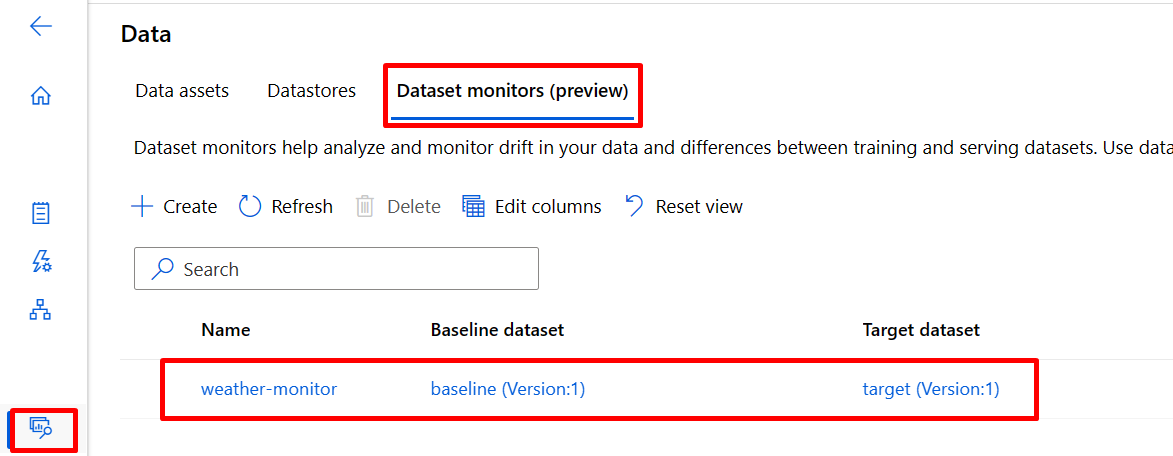 Data
Data assets Datastores Dataset monitors (preview)
Dataset monitors help analyze and monitor drift in your data and differences between training and serving datasets. Use data
Create Refresh Delete Edit columns Reset view
Search
Name Baseline dataset Target dataset
weather-monitor baseline (Version:1) target (Version:1)